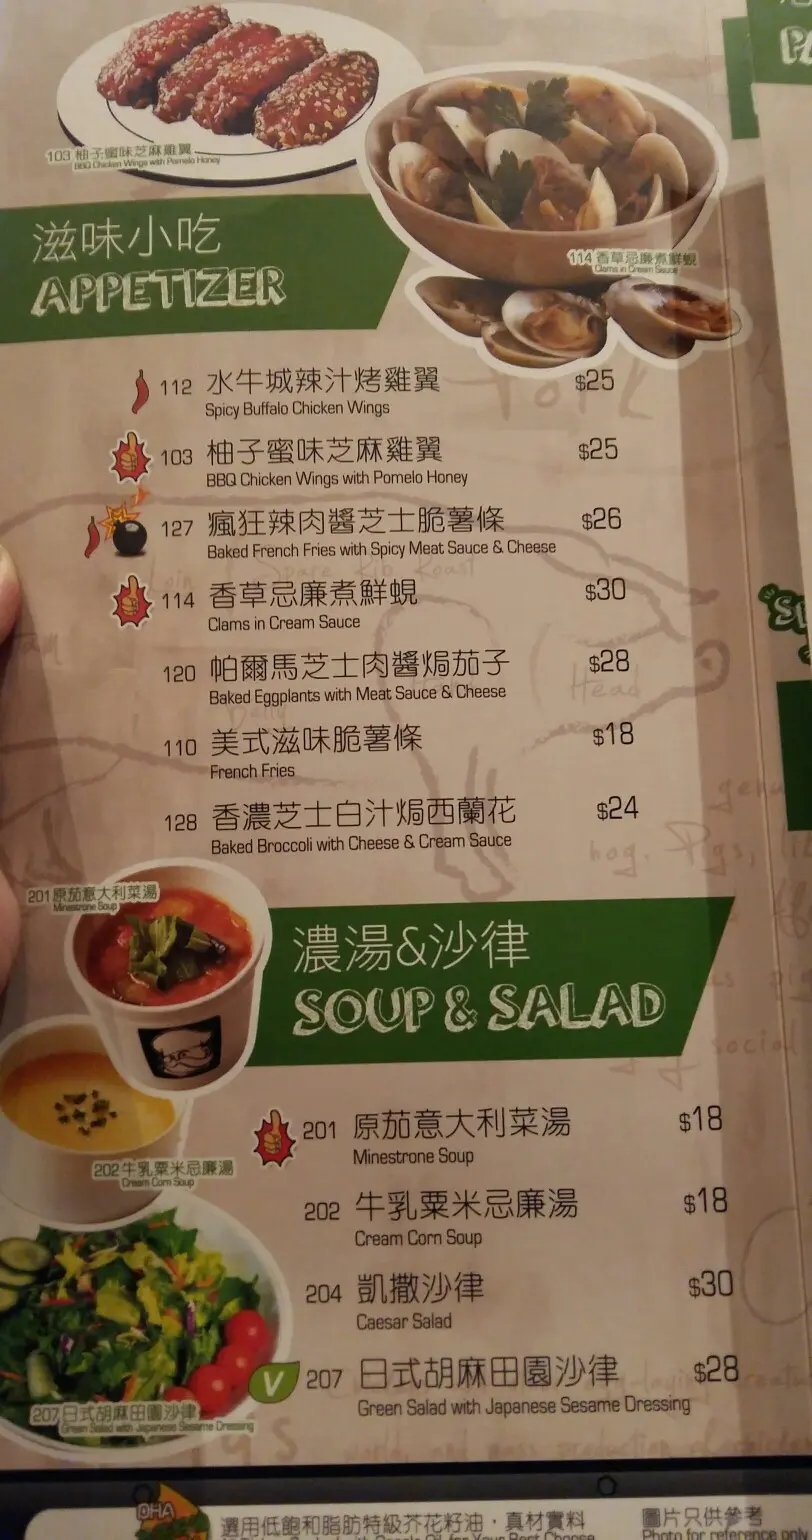 103 柚子蜜味芝麻雞翼
BBQ Chicken Wings with Pomelo Honey
114 香草忌廉煮鮮蜆
Clams in Cream Sauce
滋味小吃
APPETIZER
112 水牛城辣汁烤雞翼 $25
Spicy Buffalo Chicken Wings
103 柚子蜜味芝麻雞翼 $25
BBQ Chicken Wings with Pomelo Honey
127 瘋狂辣肉醬芝士脆薯條 $26
Baked French Fries with Spicy Meat Sauce & Cheese
Spare Rib Roast
114 香草忌廉煮鮮蜆 $30
Clams in Cream Sauce
120 帕爾馬芝士肉醬焗茄子 $28
Baked Eggplants with Meat Sauce & Cheese
Head
110 美式滋味脆薯條 $18
French Fries
128 香濃芝士白汁焗西蘭花 $24
Baked Broccoli with Cheese & Cream Sauce
hog. Pigs,
201 原茄意大利菜湯
Minestrone Soup
濃湯&沙律
SOUP & SALAD
social
201 原茄意大利菜湯 $18
Minestrone Soup
202 牛乳粟米忌廉湯
Cream Corn Soup
202 牛乳粟米忌廉湯 $18
Cream Corn Soup
204 凱撒沙律 $30
Caesar Salad
V 207 日式胡麻田園沙律 $28
Green Salad with Japanese Sesame Dressing
207 日式胡麻田園沙律
Green Salad with Japanese Sesame Dressing
DHA
選用低飽和脂肪特級芥花籽油，真材實料 圖片只供參考
Photo for reference only